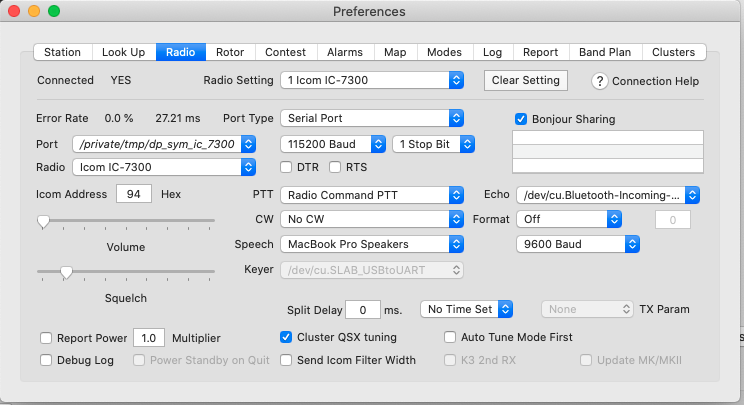 Preferences
Station Look Up Radio Rotor Contest Alarms Map Modes Log Report Band Plan Clusters
Connected YES Radio Setting 1 Icom IC-7300 Clear Setting ? Connection Help
Error Rate 0.0 % 27.21 ms Port Type Serial Port Bonjour Sharing
Port /private/tmp/dp_sym_ic_7300 115200 Baud 1 Stop Bit
Radio Icom IC-7300 DTR RTS
Icom Address 94 Hex PTT Radio Command PTT Echo /dev/cu.Bluetooth-Incoming-...
CW No CW Format Off 0
Volume Speech MacBook Pro Speakers 9600 Baud
Keyer /dev/cu.SLAB_USBtoUART
Squelch
Split Delay 0 ms. No Time Set None TX Param
Report Power 1.0 Multiplier Cluster QSX tuning Auto Tune Mode First
Debug Log Power Standby on Quit Send Icom Filter Width K3 2nd RX Update MK/MKII